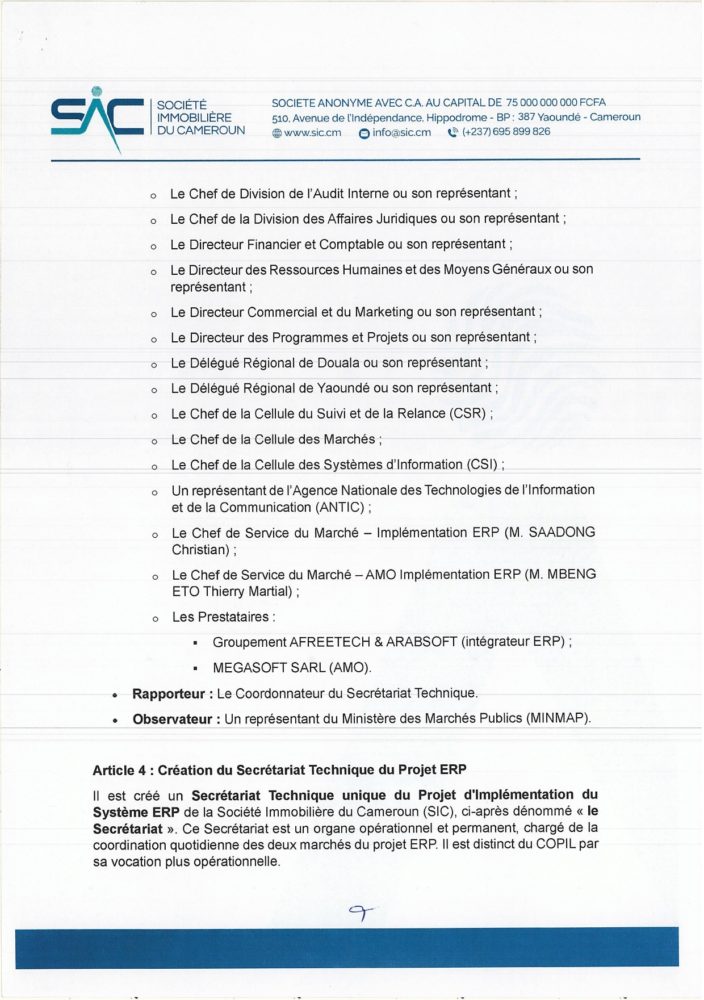 SAC
SOCIÉTÉ
IMMOBILIÈRE
DU CAMEROUN
SOCIETE ANONYME AVEC C.A. AU CAPITAL DE 75 000 000 000 FCFA
510, Avenue de l'Indépendance, Hippodrome - BP : 387 Yaoundé - Cameroun
www.sic.cm info@sic.cm (+237) 695 899 826
o Le Chef de Division de l'Audit Interne ou son représentant ;
o Le Chef de la Division des Affaires Juridiques ou son représentant ;
o Le Directeur Financier et Comptable ou son représentant ;
o Le Directeur des Ressources Humaines et des Moyens Généraux ou son
représentant ;
o Le Directeur Commercial et du Marketing ou son représentant ;
o Le Directeur des Programmes et Projets ou son représentant ;
o Le Délégué Régional de Douala ou son représentant ;
o Le Délégué Régional de Yaoundé ou son représentant ;
o Le Chef de la Cellule du Suivi et de la Relance (CSR) ;
o Le Chef de la Cellule des Marchés ;
o Le Chef de la Cellule des Systèmes d'Information (CSI) ;
o Un représentant de l'Agence Nationale des Technologies de l'Information
et de la Communication (ANTIC) ;
o Le Chef de Service du Marché – Implémentation ERP (M. SAADONG
Christian) ;
o Le Chef de Service du Marché – AMO Implémentation ERP (M. MBENG
ETO Thierry Martial) ;
o Les Prestataires :
▪ Groupement AFREETECH & ARABSOFT (intégrateur ERP) ;
▪ MEGASOFT SARL (AMO).
• Rapporteur : Le Coordonnateur du Secrétariat Technique.
• Observateur : Un représentant du Ministère des Marchés Publics (MINMAP).
Article 4 : Création du Secrétariat Technique du Projet ERP
Il est créé un Secrétariat Technique unique du Projet d'Implémentation du
Système ERP de la Société Immobilière du Cameroun (SIC), ci-après dénommé « le
Secrétariat ». Ce Secrétariat est un organe opérationnel et permanent, chargé de la
coordination quotidienne des deux marchés du projet ERP. Il est distinct du COPIL par
sa vocation plus opérationnelle.